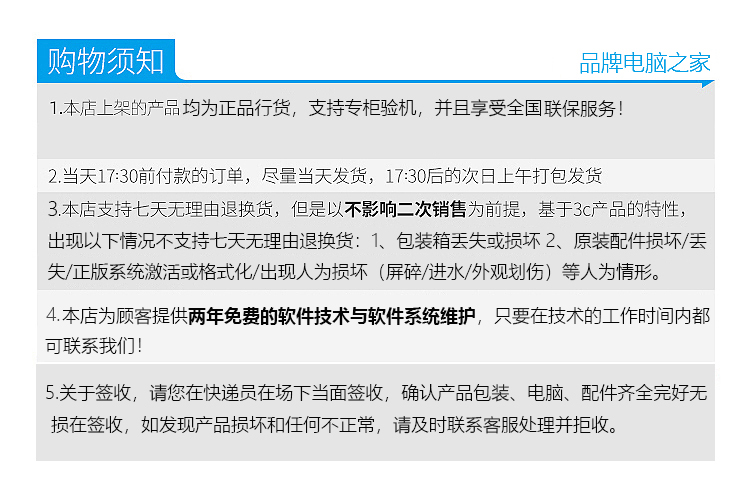 购物须知
品牌电脑之家
1.本店上架的产品均为正品行货，支持专柜验机，并且享受全国联保服务！
2.当天17:30前付款的订单，尽量当天发货，17:30后的次日上午打包发货
3.本店支持七天无理由退换货，但是以不影响二次销售为前提，基于3c产品的特性，
出现以下情况不支持七天无理由退换货：1、包装箱丢失或损坏 2、原装配件损坏/丢
失/正版系统激活或格式化/出现人为损坏（屏碎/进水/外观划伤）等人为情形。
4.本店为顾客提供两年免费的软件技术与软件系统维护，只要在技术的工作时间内都
可联系我们！
5.关于签收，请您在快递员在场下当面签收，确认产品包装、电脑、配件齐全完好无
损在签收，如发现产品损坏和任何不正常，请及时联系客服处理并拒收。